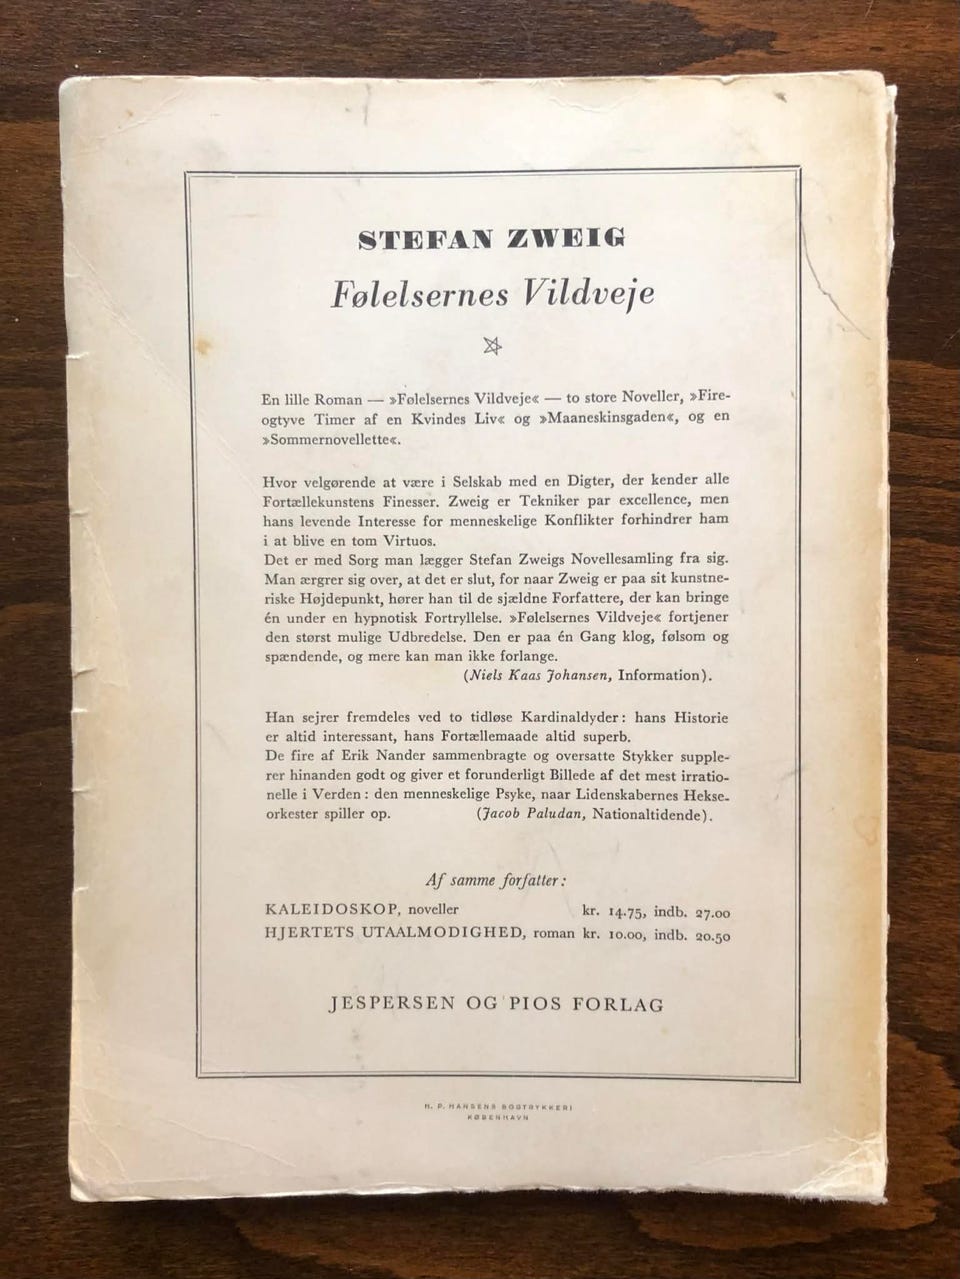 STEFAN ZWEIG
Følelsernes Vildveje
En lille Roman — »Følelsernes Vildveje« — to store Noveller, »Fire-
ogtyve Timer af en Kvindes Liv« og »Maaneskinsgaden«, og en
»Sommernovellette«.
Hvor velgørende at være i Selskab med en Digter, der kender alle
Fortællekunstens Finesser. Zweig er Tekniker par excellence, men
hans levende Interesse for menneskelige Konflikter forhindrer ham
i at blive en tom Virtuos.
Det er med Sorg man lægger Stefan Zweigs Novellesamling fra sig.
Man ærgrer sig over, at det er slut, for naar Zweig er paa sit kunstne-
riske Højdepunkt, hører han til de sjældne Forfattere, der kan bringe
én under en hypnotisk Fortryllelse. »Følelsernes Vildveje« fortjener
den størst mulige Udbredelse. Den er paa én Gang klog, følsom og
spændende, og mere kan man ikke forlange.
(Niels Kaas Johansen, Information).
Han sejrer fremdeles ved to tidløse Kardinaldyder: hans Historie
er altid interessant, hans Fortællemaade altid superb.
De fire af Erik Nander sammenbragte og oversatte Stykker supple-
rer hinanden godt og giver et forunderligt Billede af det mest irratio-
nelle i Verden: den menneskelige Psyke, naar Lidenskabernes Hekse-
orkester spiller op. (Jacob Paludan, Nationaltidende).
Af samme forfatter:
KALEIDOSKOP, noveller kr. 14.75, indb. 27.00
HJERTETS UTAALMODIGHED, roman kr. 10.00, indb. 20.50
JESPERSEN OG PIOS FORLAG
H. P. HANSENS BOGTRYKKERI
KØBENHAVN